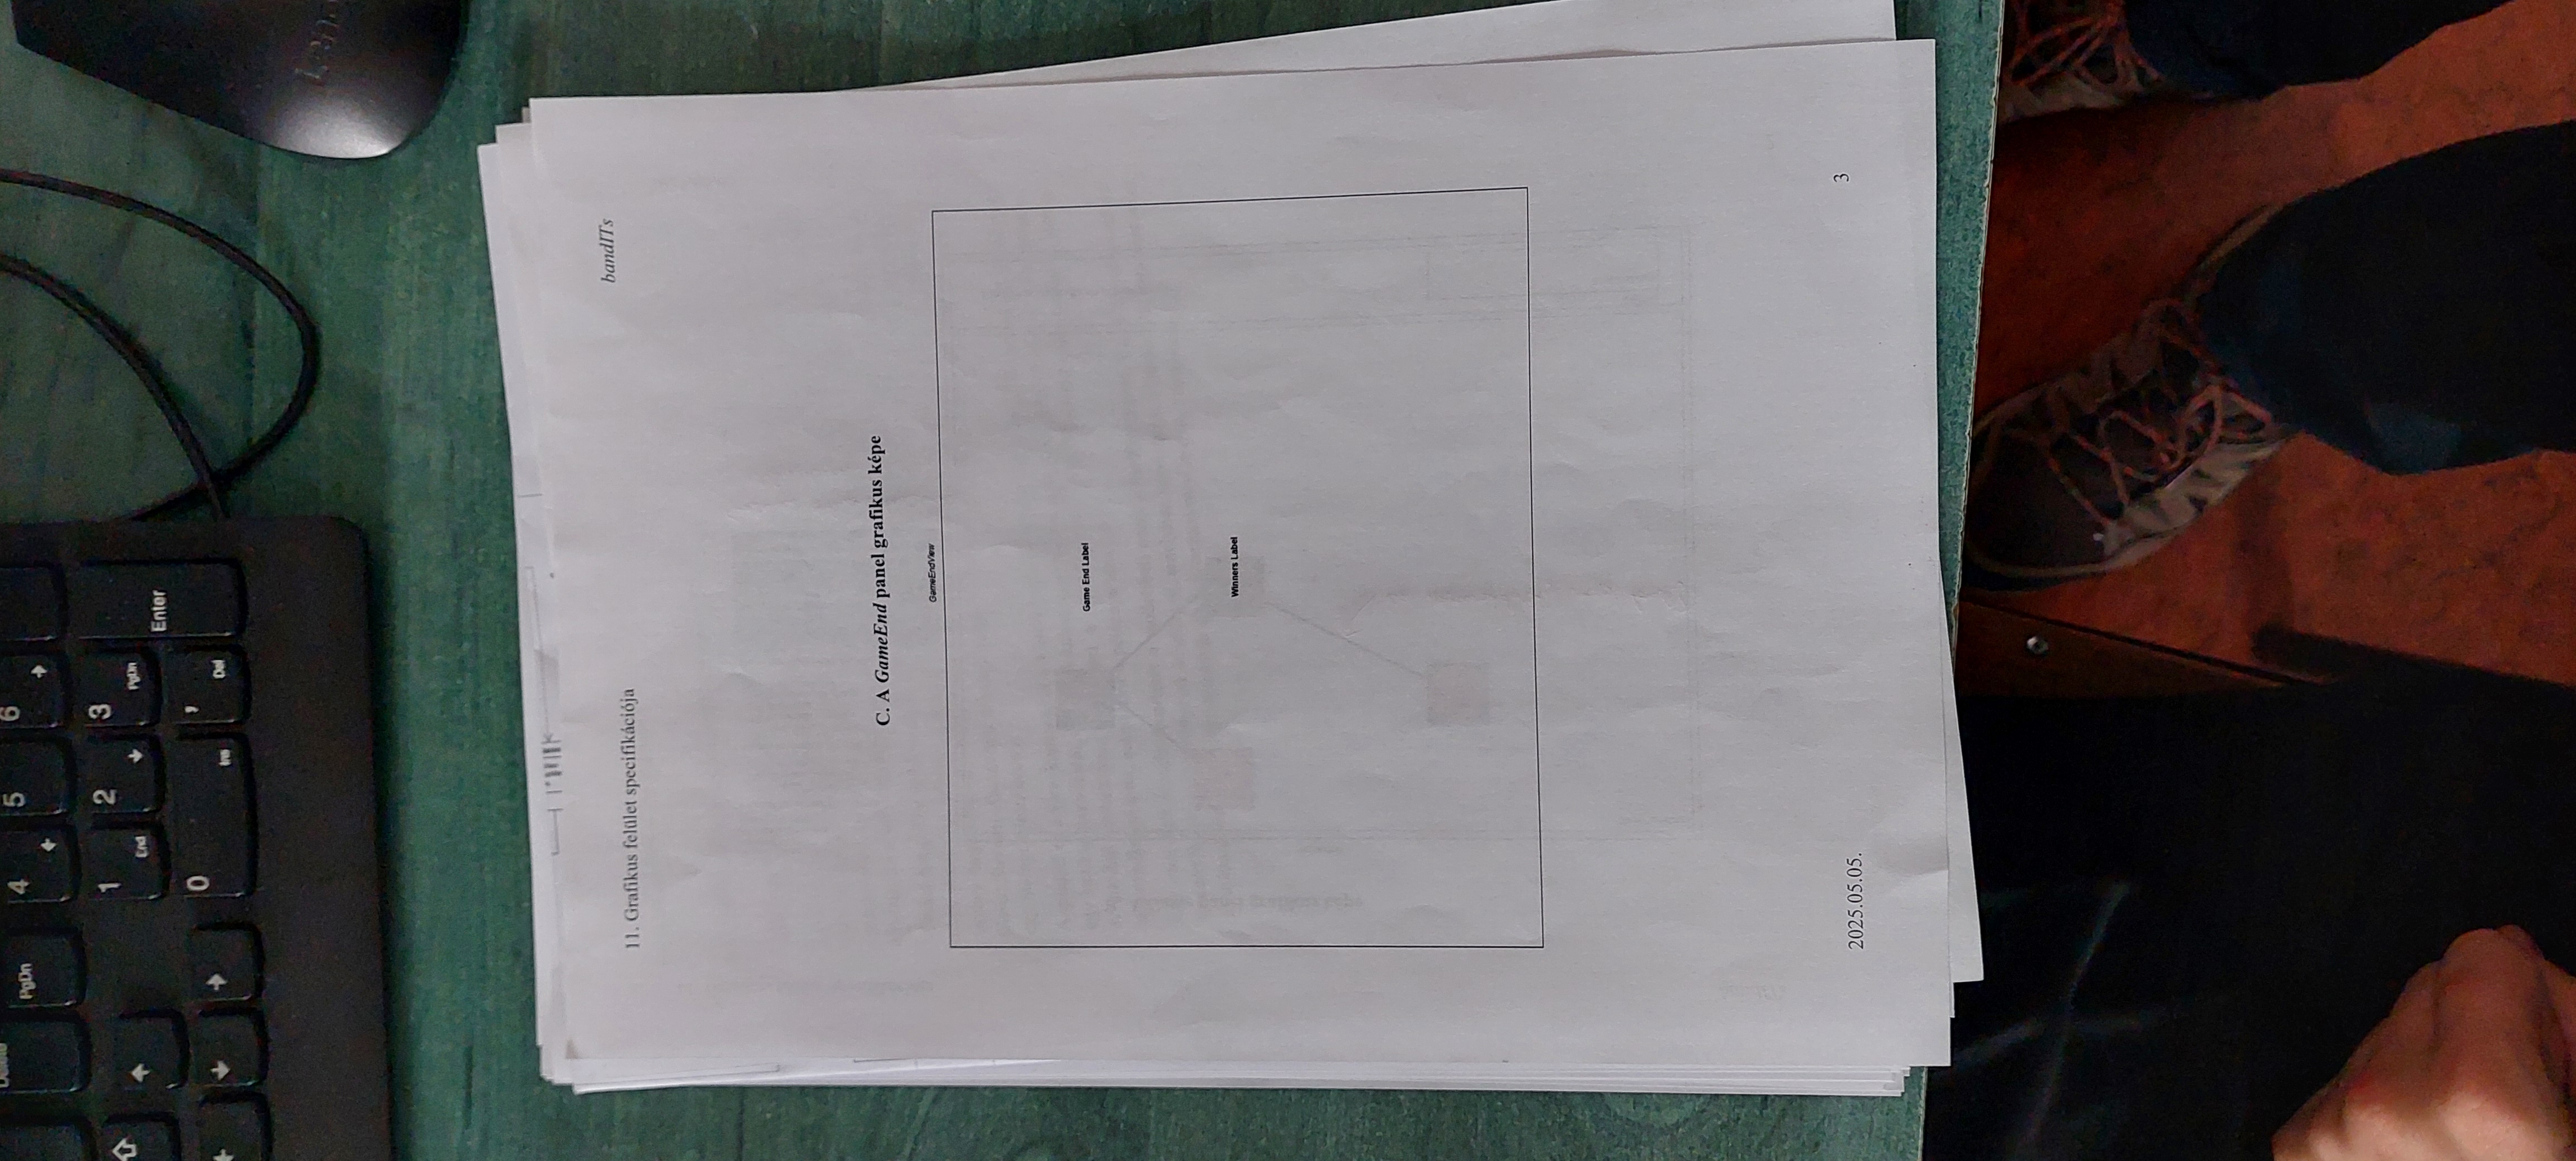 PgDn
4
5
6
1
End
2
3
PgDn
Enter
0
Ins
,
Del
bandITs
11. Grafikus felület specifikációja
C. A GameEnd panel grafikus képe
GameEndView
Game End Label
Winners Label
2025.05.05.
3